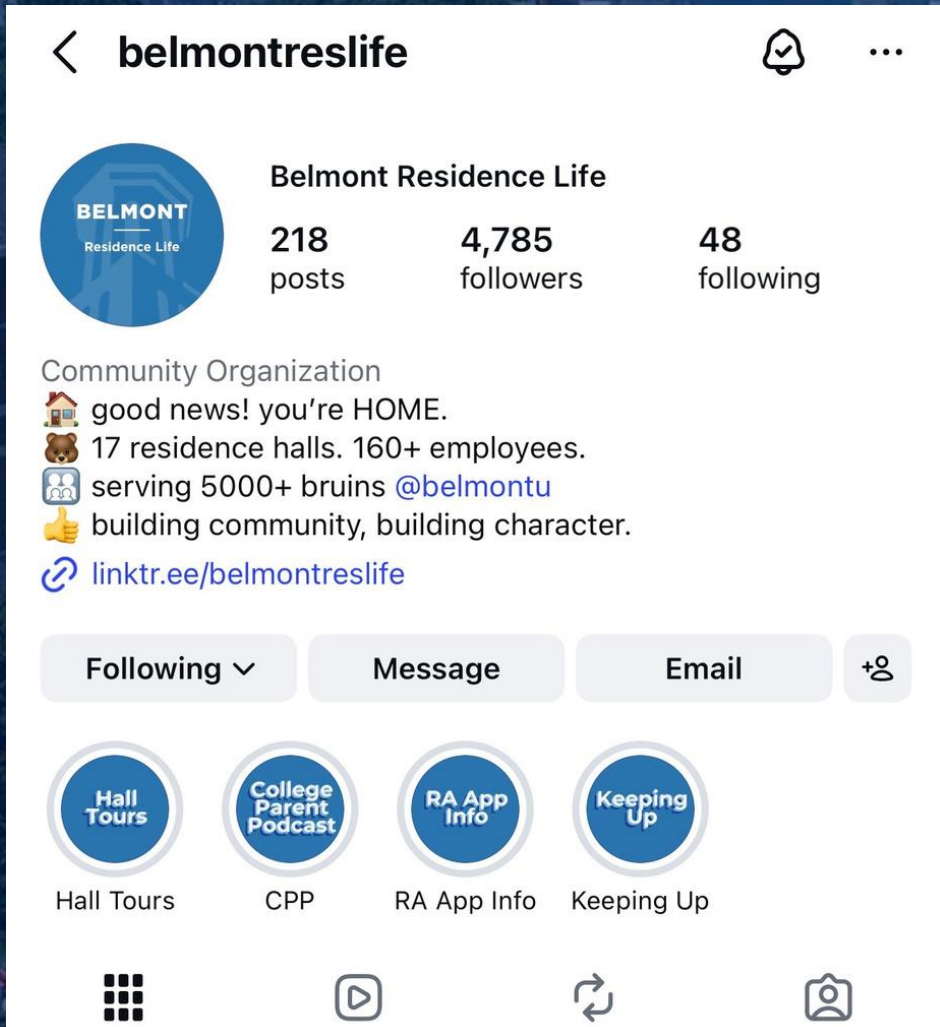 belmontreslife
BELMONT
Residence Life
Belmont Residence Life
218 4,785 48
posts followers following
Community Organization
🏠 good news! you’re HOME.
🐻 17 residence halls. 160+ employees.
serving 5000+ bruins @belmontu
👍 building community, building character.
linktr.ee/belmontreslife
Following Message Email
Hall
Tours
College
Parent
Podcast
RA App
Info
Keeping
Up
Hall Tours CPP RA App Info Keeping Up